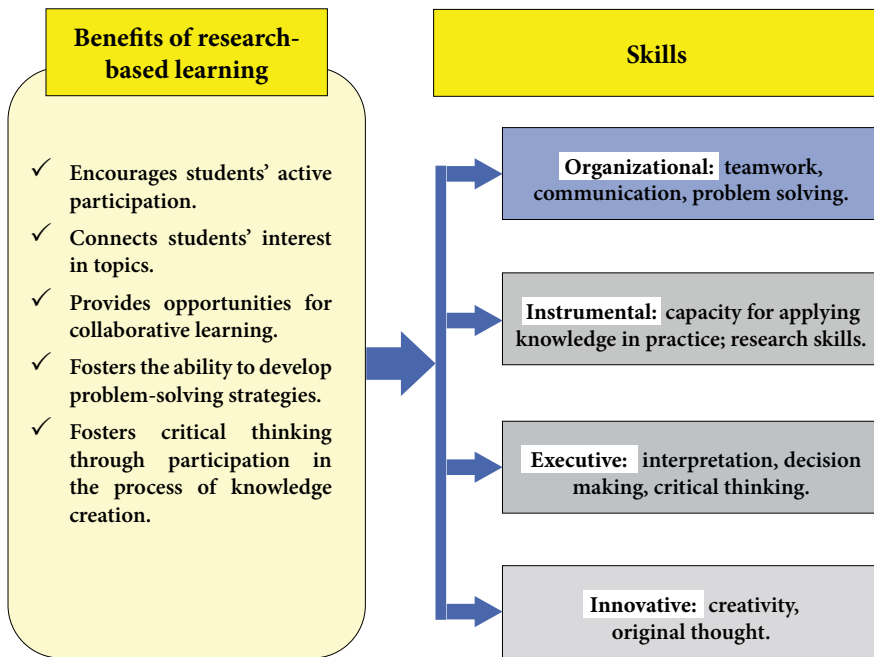 Benefits of research-
based learning
✓ Encourages students’ active
participation.
✓ Connects students’ interest
in topics.
✓ Provides opportunities for
collaborative learning.
✓ Fosters the ability to develop
problem-solving strategies.
✓ Fosters critical thinking
through participation in
the process of knowledge
creation.
Skills
Organizational: teamwork,
communication, problem solving.
Instrumental: capacity for applying
knowledge in practice; research skills.
Executive: interpretation, decision
making, critical thinking.
Innovative: creativity,
original thought.